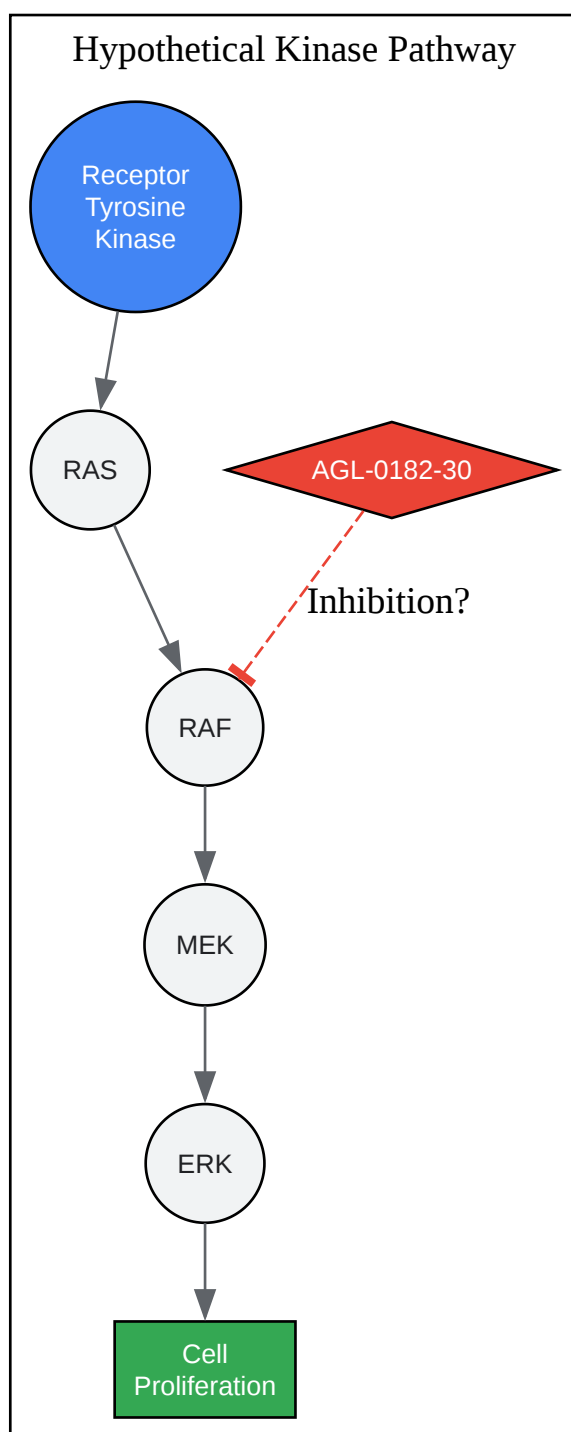 Hypothetical Kinase Pathway
Receptor
Tyrosine
Kinase
RAS
AGL-0182-30
Inhibition?
RAF
MEK
ERK
Cell
Proliferation